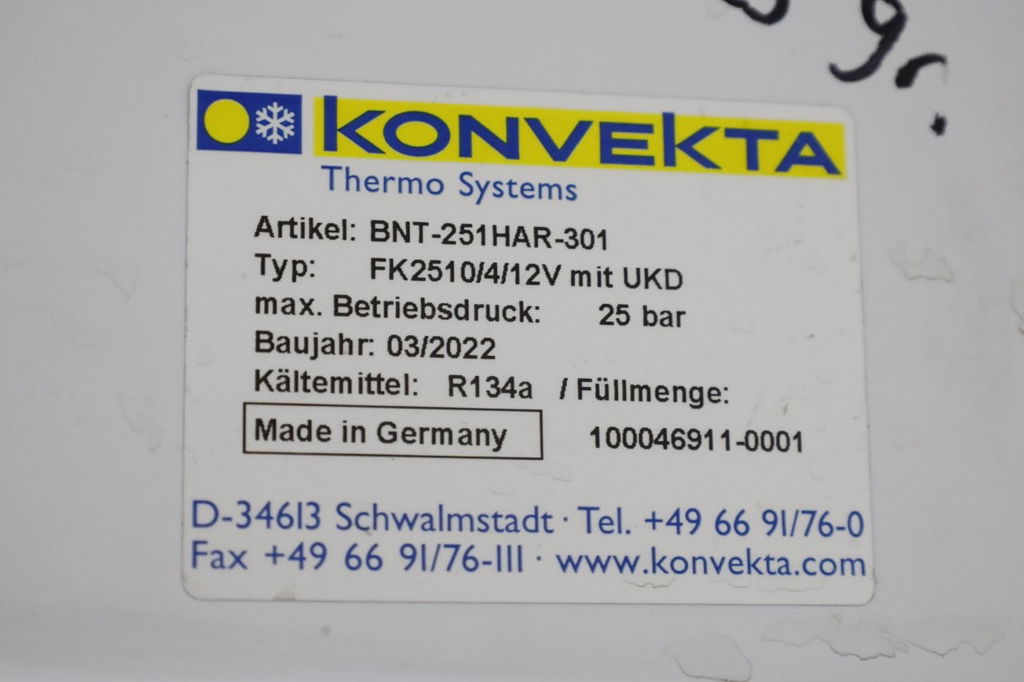 gr.
KONVEKTA
Thermo Systems
Artikel: BNT-251HAR-301
Typ: FK2510/4/12V mit UKD
max. Betriebsdruck: 25 bar
Baujahr: 03/2022
Kältemittel: R134a / Füllmenge:
Made in Germany 100046911-0001
D-34613 Schwalmstadt · Tel. +49 66 91/76-0
Fax +49 66 91/76-111 · www.konvekta.com